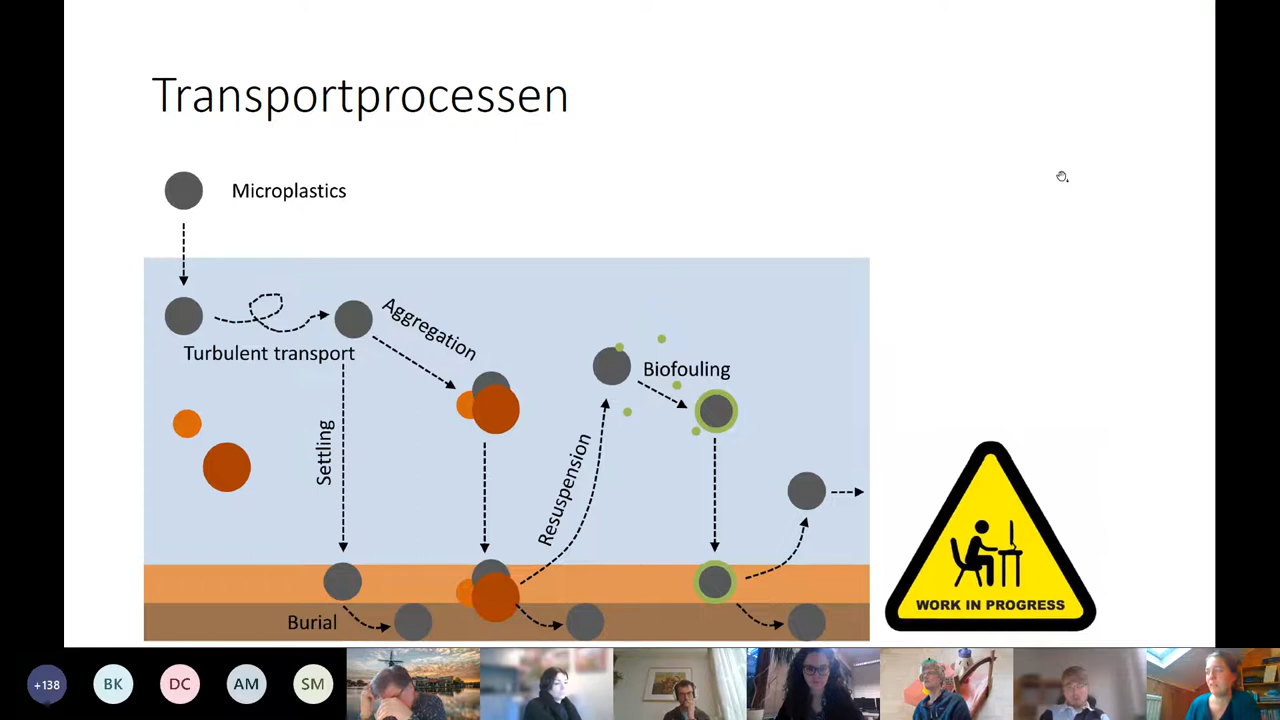 Transportprocessen
Microplastics
Aggregation
Turbulent transport
Biofouling
Settling
Resuspension
WORK IN PROGRESS
Burial
+138
BK
DC
AM
SM